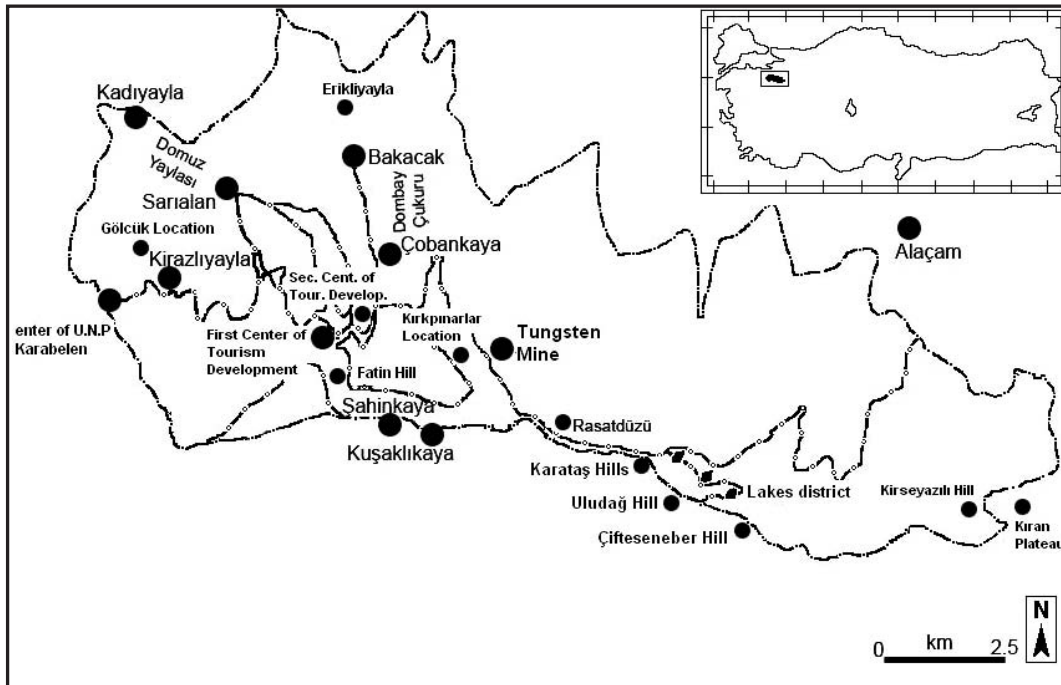 Erikliyayla
Kadıyayla
Domuz
Yaylası
Bakacak
Sarıalan
Dombay
Çukuru
Gölcük Location
Kirazlıyayla
Çobankaya
Alaçam
Sec. Cent. of
Tour. Develop.
enter of U.N.P
Karabelen
First Center of
Tourism
Development
Kırkpınarlar
Location
Tungsten
Mine
Fatin Hill
Sahinkaya
Kuşaklıkaya
Rasatdüzü
Karataş Hills
Lakes district
Uludağ Hill
Çifteseneber Hill
Kirseyazılı Hill
Kıran
Plateau
N
km
0 2.5